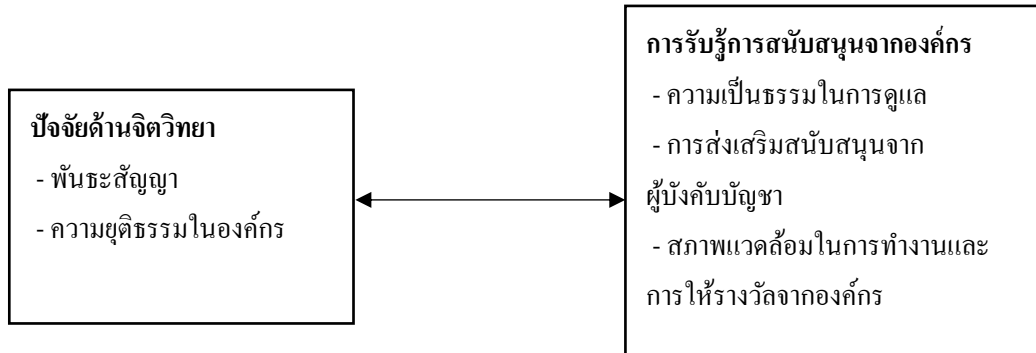 ปัจจัยด้านจิตวิทยา
- พันธะสัญญา
- ความยุติธรรมในองค์กร
การรับรู้การสนับสนุนจากองค์กร
- ความเป็นธรรมในการดูแล
- การส่งเสริมสนับสนุนจาก
ผู้บังคับบัญชา
- สภาพแวดล้อมในการทำงานและ
การให้รางวัลจากองค์กร